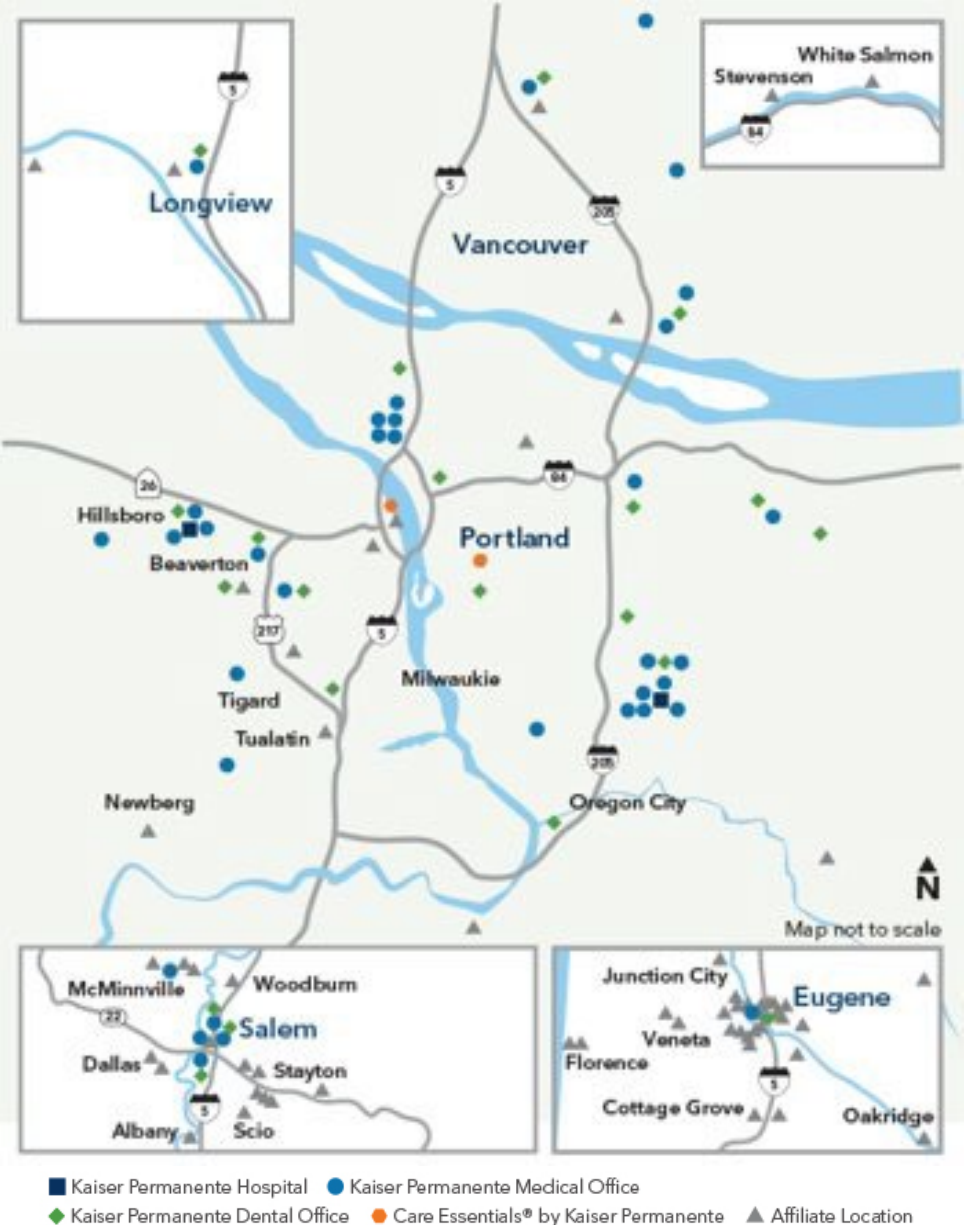 White Salmon
Stevenson
84
5
Longview
5
205
Vancouver
26
84
Hillsboro
Portland
Beaverton
217
5
Milwaukie
Tigard
Tualatin
205
Newberg
Oregon City
N
Map not to scale
McMinnville
Woodburn
22
Salem
Dallas
Stayton
5
Albany
Scio
Junction City
Eugene
Veneta
Florence
5
Cottage Grove
Oakridge
Kaiser Permanente Hospital Kaiser Permanente Medical Office
Kaiser Permanente Dental Office Care Essentials® by Kaiser Permanente Affiliate Location